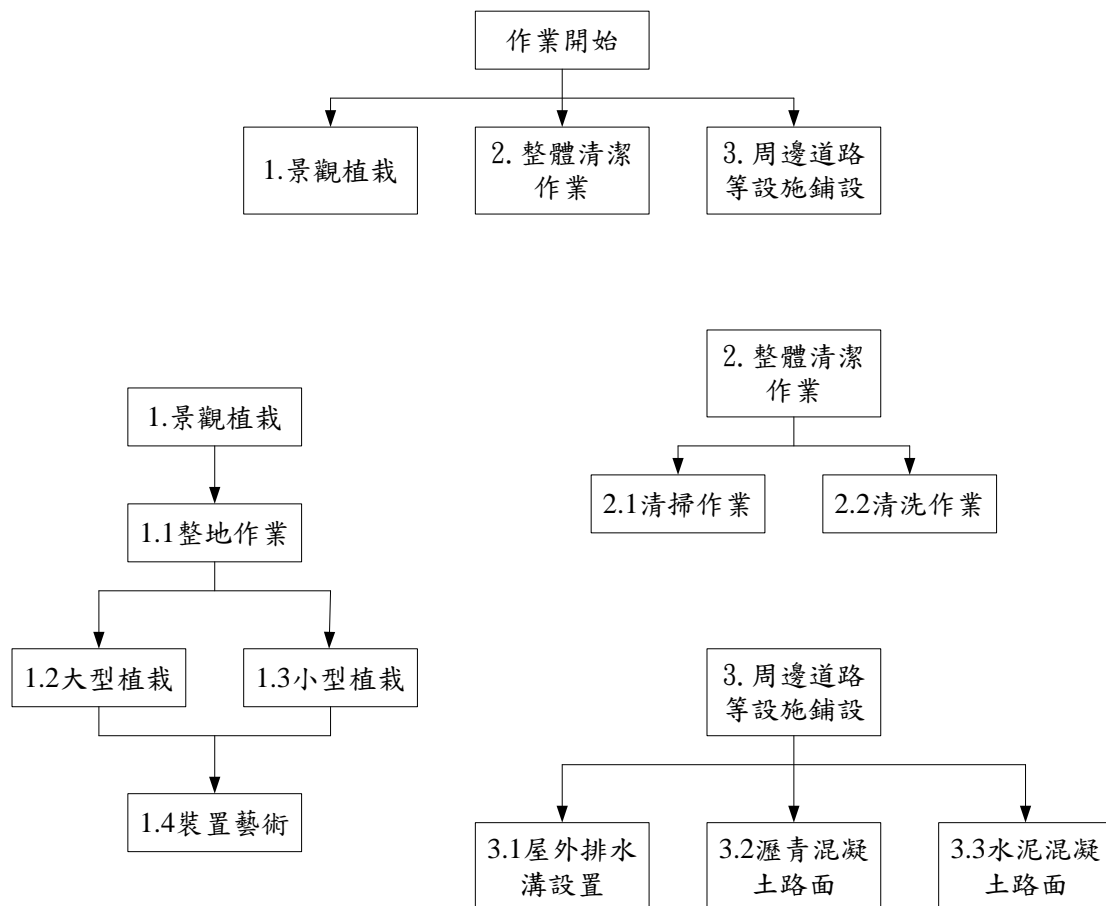 作業開始
1.景觀植栽
2. 整體清潔
作業
3. 周邊道路
等設施鋪設
1.景觀植栽
1.1整地作業
1.2大型植栽
1.3小型植栽
1.4裝置藝術
2. 整體清潔
作業
2.1清掃作業
2.2清洗作業
3. 周邊道路
等設施鋪設
3.1屋外排水
溝設置
3.2瀝青混凝
土路面
3.3水泥混凝
土路面